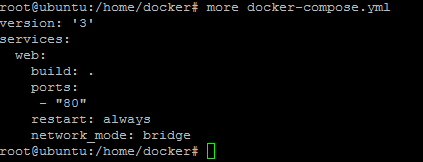 root@ubuntu:/home/docker# more docker-compose.yml
version: '3'
services:
  web:
    build: .
    ports:
     - "80"
    restart: always
    network_mode: bridge
root@ubuntu:/home/docker#